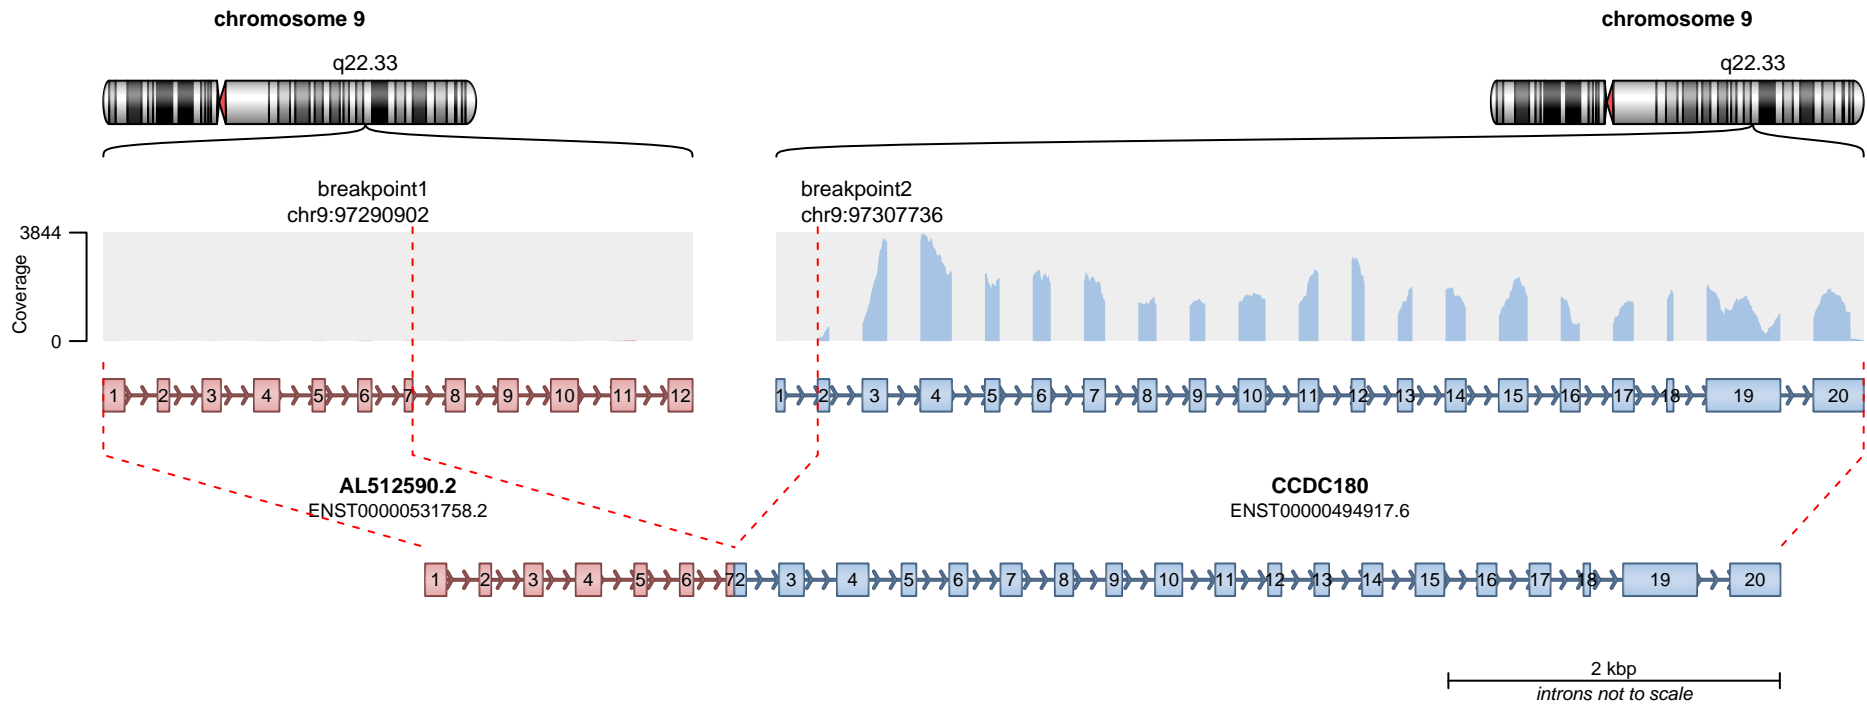 chromosome 9
chromosome 9
q22.33
q22.33
breakpoint1
chr9:97290902
breakpoint2
chr9:97307736
3844
Coverage
0
1 2 3 4 5 6 7 8 9 10 11 12
1 2 3 4 5 6 7 8 9 10 11 12 13 14 15 16 17 18 19 20
AL512590.2
ENST00000531758.2
CCDC180
ENST00000494917.6
1 2 3 4 5 6 7 2 3 4 5 6 7 8 9 10 11 12 13 14 15 16 17 18 19 20
2 kbp
introns not to scale